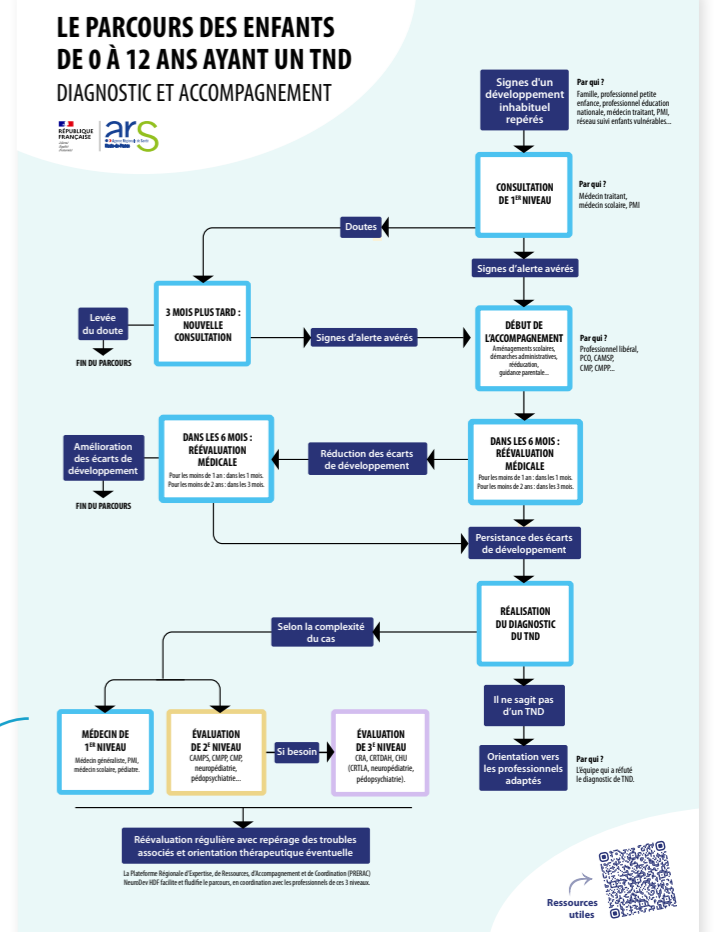 LE PARCOURS DES ENFANTS
DE 0 À 12 ANS AYANT UN TND
DIAGNOSTIC ET ACCOMPAGNEMENT
RÉPUBLIQUE
FRANÇAISE
ars
Signes d'un
développement
inhabituel
repérés
Par qui ?
Famille, professionnel petite
enfance, professionnel éducation
nationale, médecin traitant, PMI,
réseau suivi enfants vulnérables...
CONSULTATION
DE 1ER NIVEAU
Par qui ?
Médecin traitant,
médecin scolaire, PMI
Doutes
Signes d'alerte avérés
Levée
du doute
FIN DU PARCOURS
3 MOIS PLUS TARD :
NOUVELLE
CONSULTATION
Signes d'alerte avérés
DÉBUT DE
L'ACCOMPAGNEMENT
Aménagements scolaires,
démarches administratives,
rééducation,
guidance parentale...
Par qui ?
Professionnel libéral,
PCO, CAMSP,
CMP, CMPP...
Amélioration
des écarts de
développement
FIN DU PARCOURS
DANS LES 6 MOIS :
RÉÉVALUATION
MÉDICALE
Pour les moins de 1 an : dans les 1 mois.
Pour les moins de 2 ans : dans les 3 mois.
Réduction des écarts
de développement
DANS LES 6 MOIS :
RÉÉVALUATION
MÉDICALE
Pour les moins de 1 an : dans les 1 mois.
Pour les moins de 2 ans : dans les 3 mois.
Persistance des écarts
de développement
RÉALISATION
DU DIAGNOSTIC
DU TND
Selon la complexité
du cas
Il ne sagit pas
d'un TND
Orientation vers
les professionnels
adaptés
Par qui ?
L'équipe qui a réfuté
le diagnostic de TND.
MÉDECIN DE
1ER NIVEAU
Médecin généraliste, PMI,
médecin scolaire, pédiatre.
ÉVALUATION
DE 2E NIVEAU
CAMPS, CMPP, CMP,
neuropédiatrie,
pédopsychiatrie...
Si besoin
ÉVALUATION
DE 3E NIVEAU
CRA, CRTDAH, CHU
(CRTLA, neuropédiatrie,
pédopsychiatrie).
Réévaluation régulière avec repérage des troubles
associés et orientation thérapeutique éventuelle
La Plateforme Régionale d'Expertise, de Ressources, d'Accompagnement et de Coordination (PRERAC)
NeuroDev HDF facilite et fludifie le parcours, en coordination avec les professionnels de ces 3 niveaux.
Ressources
utiles